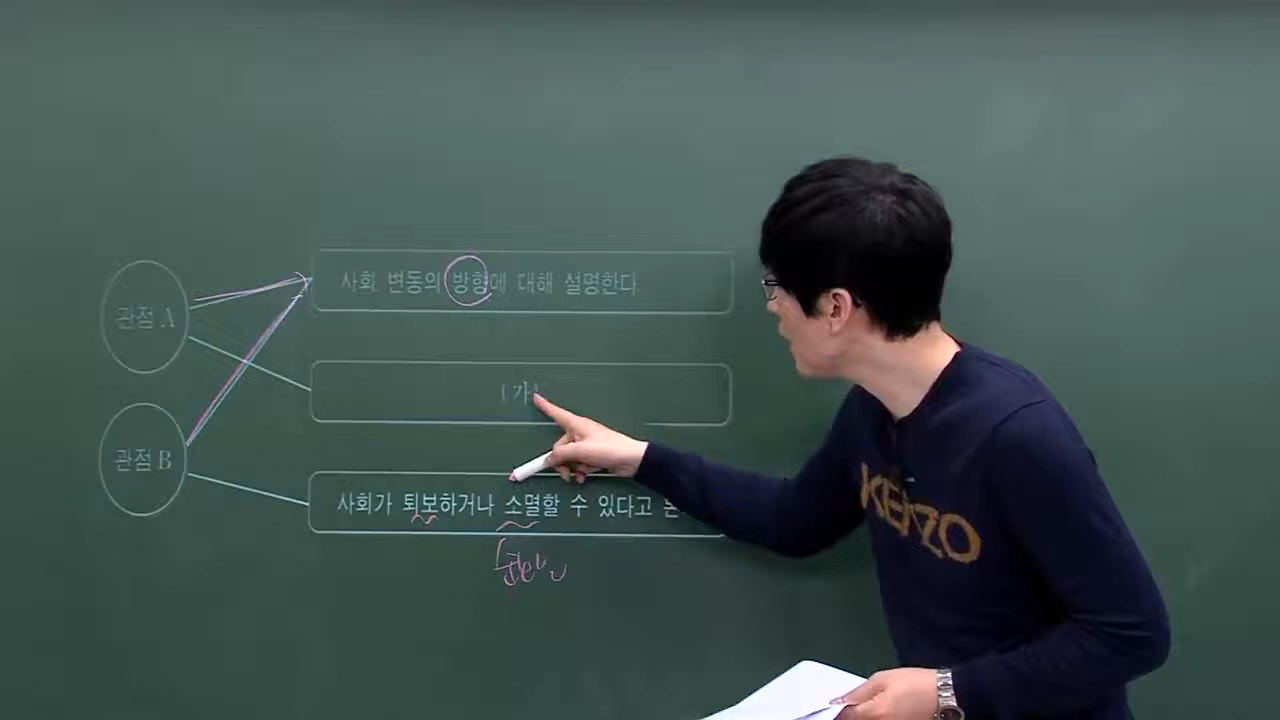 관점 A
사회 변동의 방향에 대해 설명한다.
(가)
관점 B
사회가 퇴보하거나 소멸할 수 있다고
KENZO